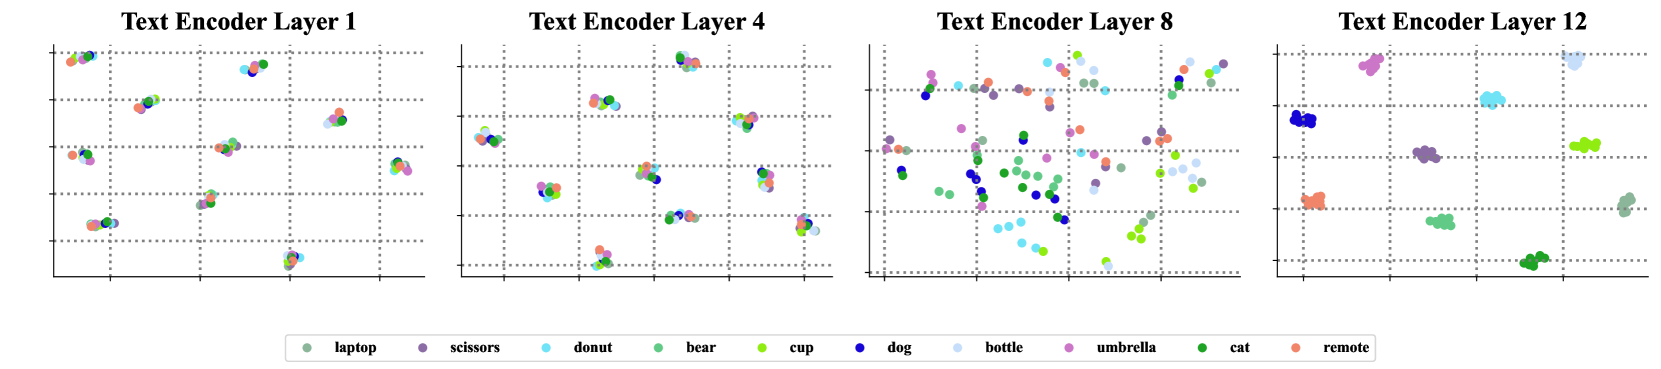 Text Encoder Layer 1 Text Encoder Layer 4 Text Encoder Layer 8 Text Encoder Layer 12
laptop scissors donut bear cup dog bottle umbrella cat remote